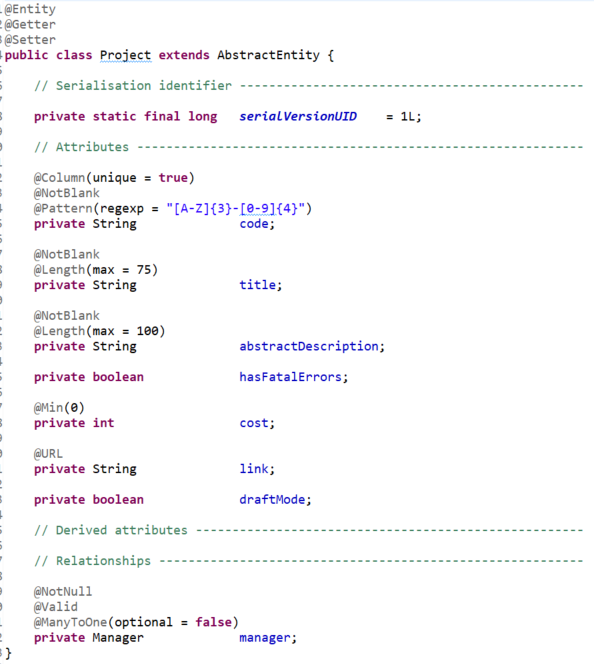 @Entity
@Getter
@Setter
public class Project extends AbstractEntity {
// Serialisation identifier -----------------------------------------------
private static final long serialVersionUID = 1L;
// Attributes -------------------------------------------------------------
@Column(unique = true)
@NotBlank
@Pattern(regexp = "[A-Z]{3}-[0-9]{4}")
private String code;
@NotBlank
@Length(max = 75)
private String title;
@NotBlank
@Length(max = 100)
private String abstractDescription;
private boolean hasFatalErrors;
@Min(0)
private int cost;
@URL
private String link;
private boolean draftMode;
// Derived attributes -----------------------------------------------------
// Relationships ----------------------------------------------------------
@NotNull
@Valid
@ManyToOne(optional = false)
private Manager manager;
}